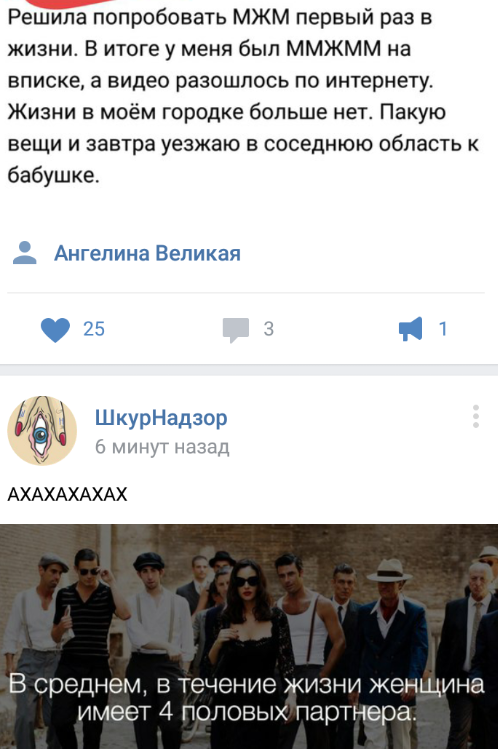 Решила попробовать МЖМ первый раз в
жизни. В итоге у меня был ММЖММ на
вписке, а видео разошлось по интернету.
Жизни в моём городке больше нет. Пакую
вещи и завтра уезжаю в соседнюю область к
бабушке.
Ангелина Великая
25
3
1
ШкурНадзор
6 минут назад
АХАХАХАХАХ
В среднем, в течение жизни женщина
имеет 4 половых партнера.